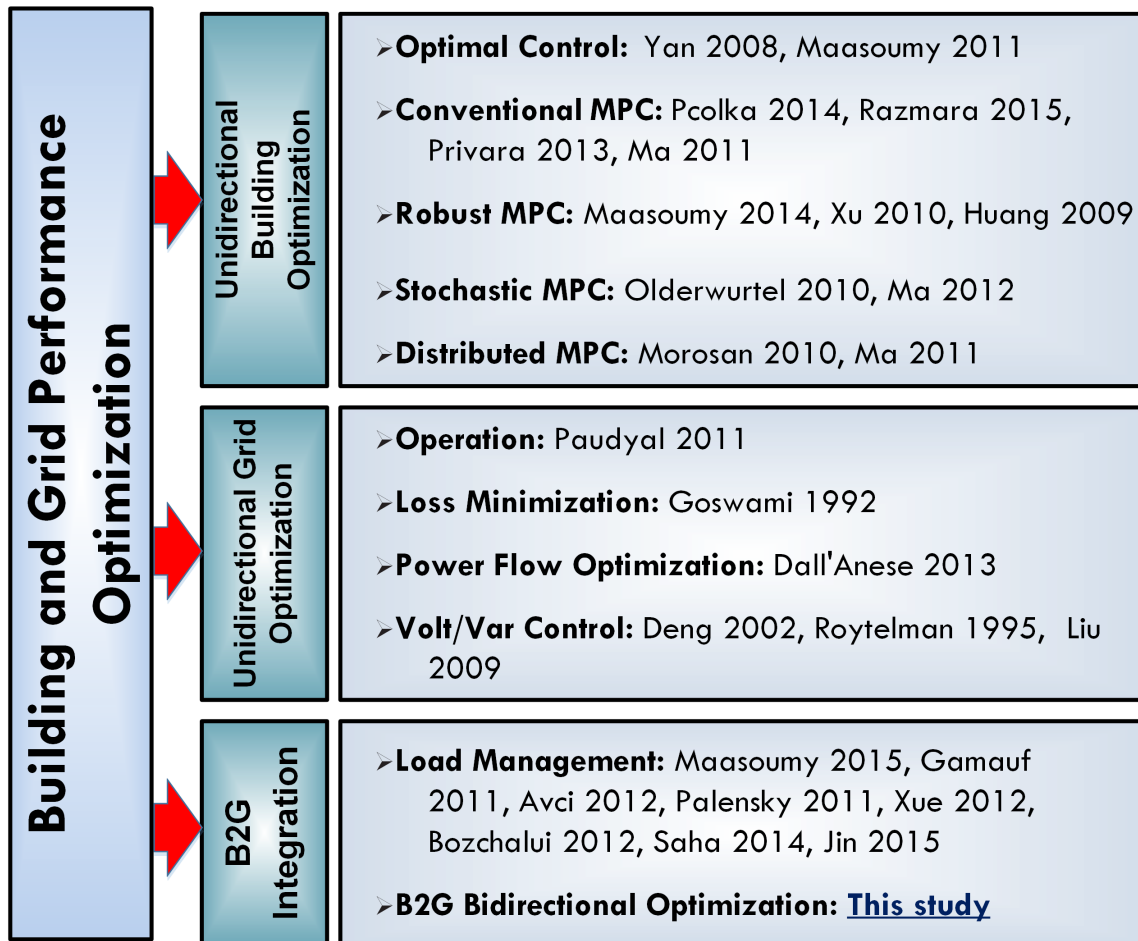 Building and Grid Performance
Optimization
Unidirectional
Building
Optimization
➢Optimal Control: Yan 2008, Maasoumy 2011
➢Conventional MPC: Pcolka 2014, Razmara 2015,
Privara 2013, Ma 2011
➢Robust MPC: Maasoumy 2014, Xu 2010, Huang 2009
➢Stochastic MPC: Olderwurtel 2010, Ma 2012
➢Distributed MPC: Morosan 2010, Ma 2011
Unidirectional Grid
Optimization
➢Operation: Paudyal 2011
➢Loss Minimization: Goswami 1992
➢Power Flow Optimization: Dall'Anese 2013
➢Volt/Var Control: Deng 2002, Roytelman 1995, Liu
2009
B2G
Integration
➢Load Management: Maasoumy 2015, Gamauf
2011, Avci 2012, Palensky 2011, Xue 2012,
Bozchalui 2012, Saha 2014, Jin 2015
➢B2G Bidirectional Optimization: This study